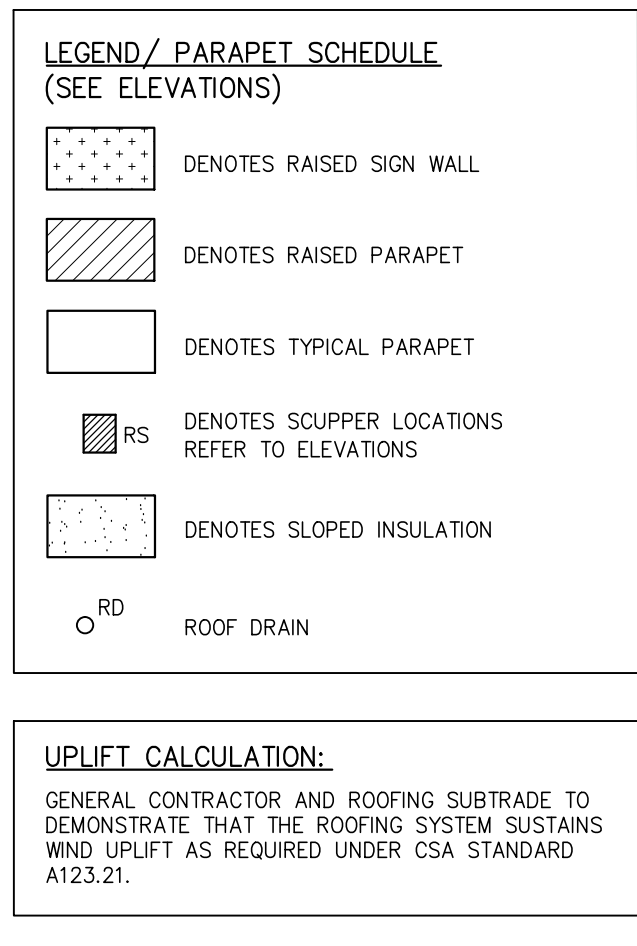 LEGEND/ PARAPET SCHEDULE
(SEE ELEVATIONS)
DENOTES RAISED SIGN WALL
DENOTES RAISED PARAPET
DENOTES TYPICAL PARAPET
RS
DENOTES SCUPPER LOCATIONS
REFER TO ELEVATIONS
DENOTES SLOPED INSULATION
RD
ROOF DRAIN
UPLIFT CALCULATION:
GENERAL CONTRACTOR AND ROOFING SUBTRADE TO
DEMONSTRATE THAT THE ROOFING SYSTEM SUSTAINS
WIND UPLIFT AS REQUIRED UNDER CSA STANDARD
A123.21.